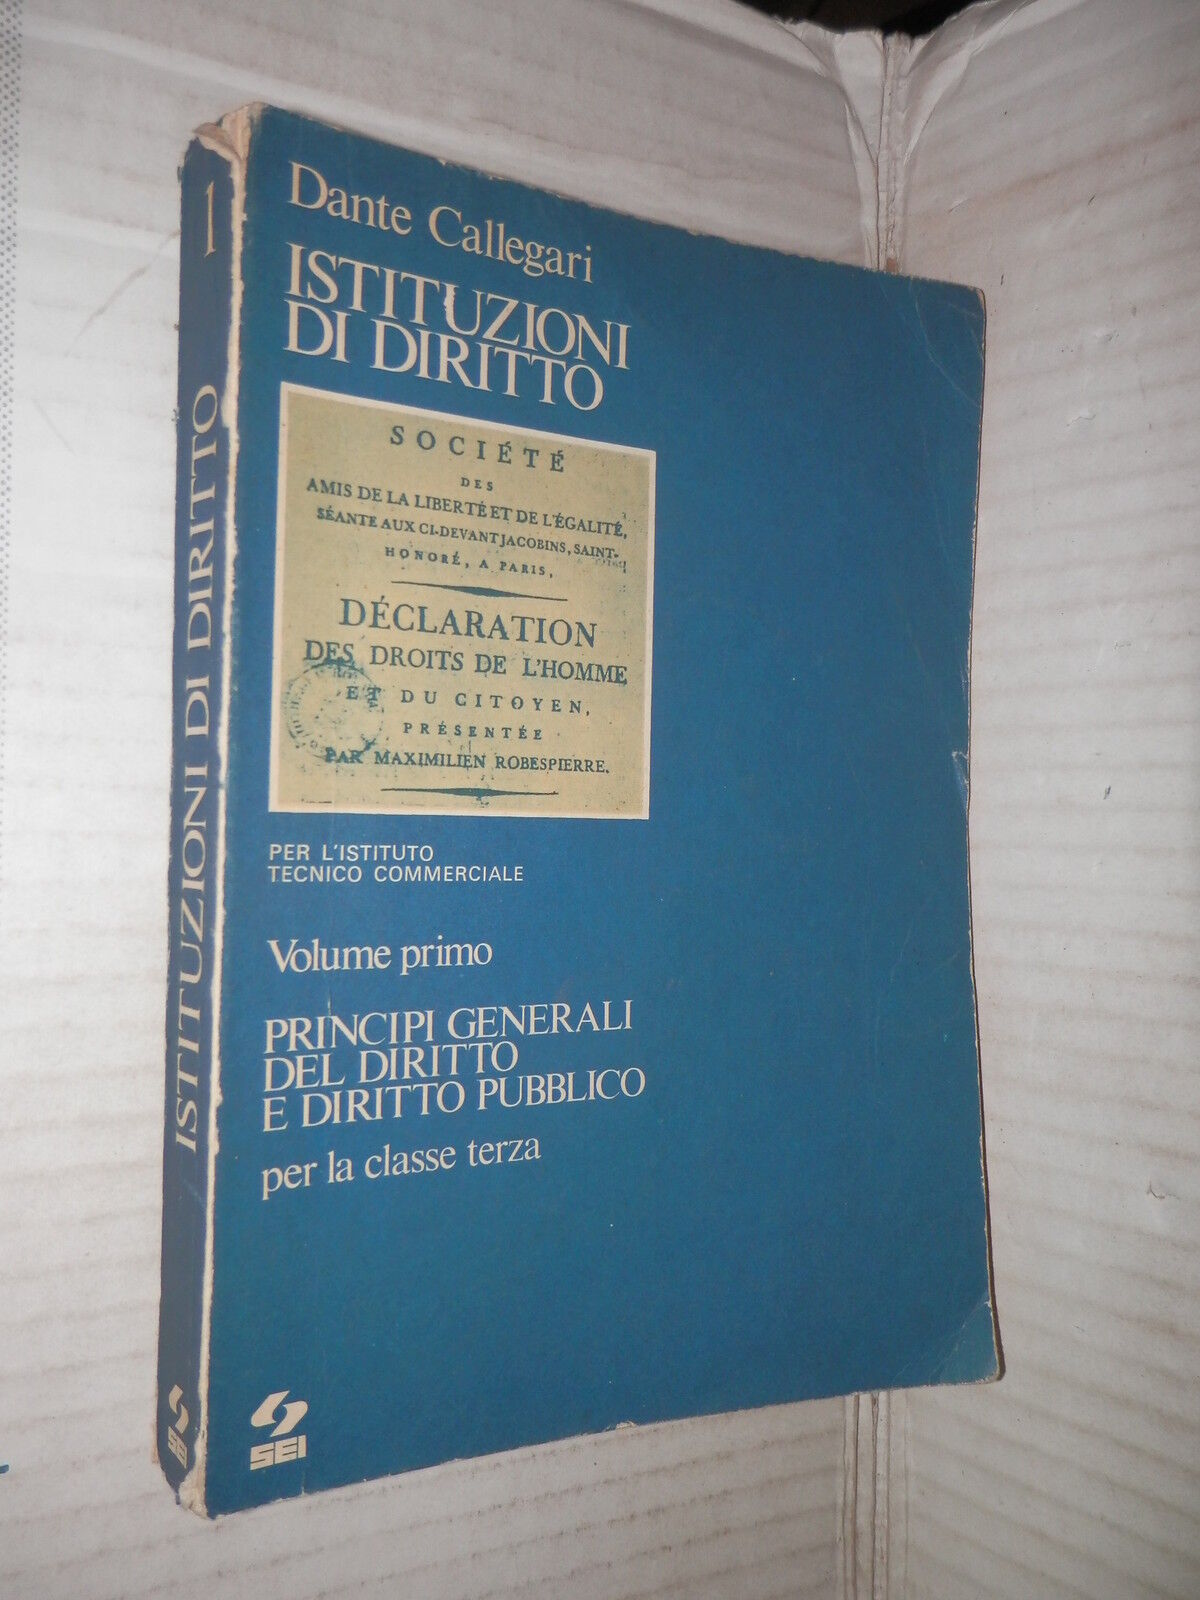 1
ISTITUZIONI DI DIRITTO
SEI
Dante Callegari
ISTITUZIONI
DI DIRITTO
SOCIÉTÉ
DES
AMIS DE LA LIBERTÉ ET DE L'ÉGALITÉ,
SÉANTE AUX CI-DEVANT JACOBINS, SAINT-
HONORÉ, A PARIS,
DÉCLARATION
DES DROITS DE L'HOMME
ET DU CITOYEN,
PRÉSENTÉE
PAR MAXIMILIEN ROBESPIERRE.
PER L'ISTITUTO
TECNICO COMMERCIALE
Volume primo
PRINCIPI GENERALI
DEL DIRITTO
E DIRITTO PUBBLICO
per la classe terza
SEI